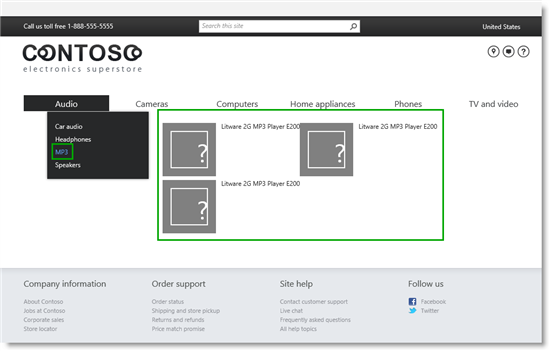 Call us toll free 1-888-555-5555 Search this site United States
CONTOSO
electronics superstore
Audio Cameras Computers Home appliances Phones TV and video
Car audio
Headphones
MP3
Speakers
Litware 2G MP3 Player E200 Litware 2G MP3 Player E200
? ?
Litware 2G MP3 Player E200
?
Company information Order support Site help Follow us
About Contoso Order status Contact customer support Facebook
Jobs at Contoso Shipping and store pickup Live chat Twitter
Corporate sales Returns and refunds Frequently asked questions
Store locator Price match promise All help topics